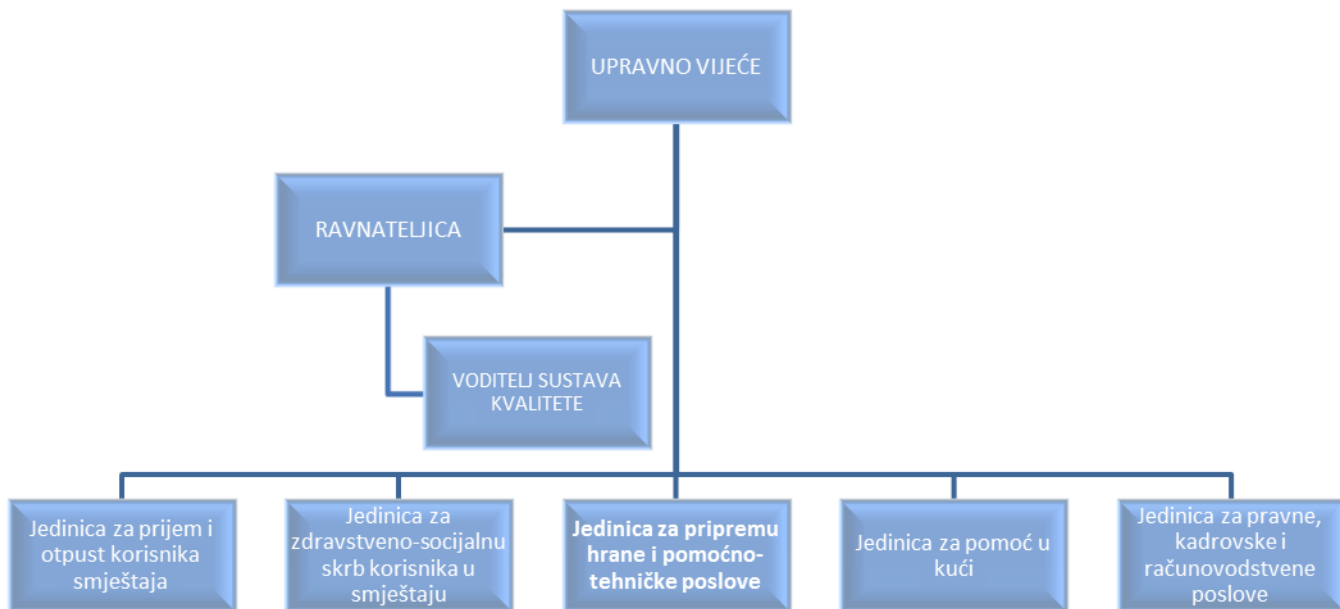 UPRAVNO VIJEĆE
RAVNATELJICA
VODITELJ SUSTAVA
KVALITETE
Jedinica za prijem i
otpust korisnika
smještaja
Jedinica za
zdravstveno-socijalnu
skrb korisnika u
smještaju
Jedinica za pripremu
hrane i pomoćno-
tehničke poslove
Jedinica za pomoć u
kući
Jedinica za pravne,
kadrovske i
računovodstvene
poslove